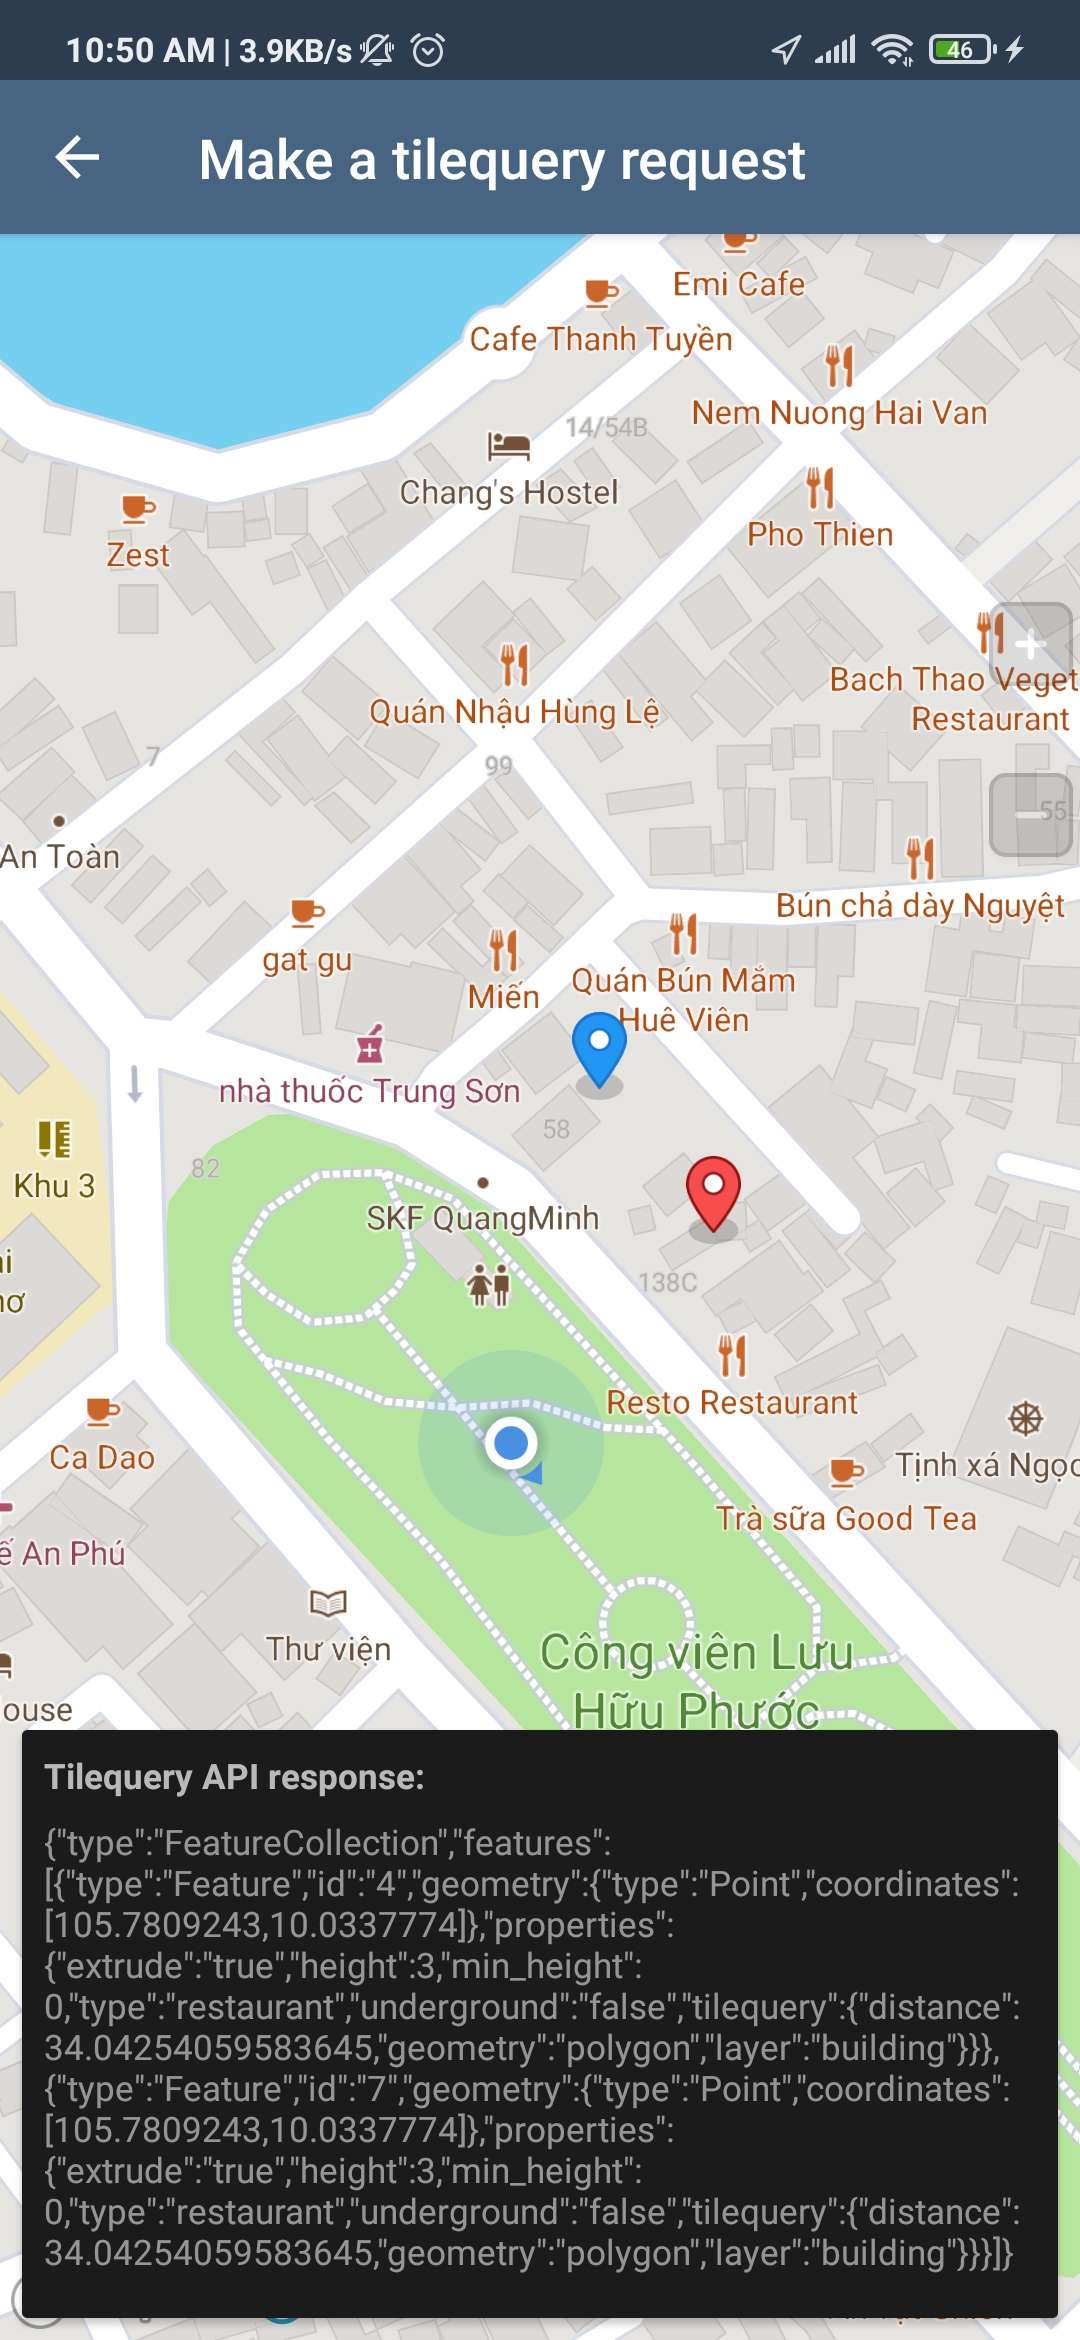 10:50 AM | 3.9KB/s
46
Make a tilequery request
Emi Cafe
Cafe Thanh Tuyền
Nem Nuong Hai Van
14/54B
Chang's Hostel
Pho Thien
Zest
Bach Thao Veget
Restaurant
Quán Nhậu Hùng Lệ
7
99
55
An Toàn
Bún chả dày Nguyệt
gat gu
Miến
Quán Bún Mắm
Huê Viên
nhà thuốc Trung Sơn
58
82
Khu 3
SKF QuangMinh
138C
Resto Restaurant
Ca Dao
Tịnh xá Ngọc
Trà sữa Good Tea
ế An Phú
Thư viện
Công viên Lưu
Hữu Phước
ouse
Tilequery API response:
{"type":"FeatureCollection","features":
[{"type":"Feature","id":"4","geometry":{"type":"Point","coordinates":
[105.7809243,10.0337774]},"properties":
{"extrude":"true","height":3,"min_height":
0,"type":"restaurant","underground":"false","tilequery":{"distance":
34.04254059583645,"geometry":"polygon","layer":"building"}}},
{"type":"Feature","id":"7","geometry":{"type":"Point","coordinates":
[105.7809243,10.0337774]},"properties":
{"extrude":"true","height":3,"min_height":
0,"type":"restaurant","underground":"false","tilequery":{"distance":
34.04254059583645,"geometry":"polygon","layer":"building"}}}]}